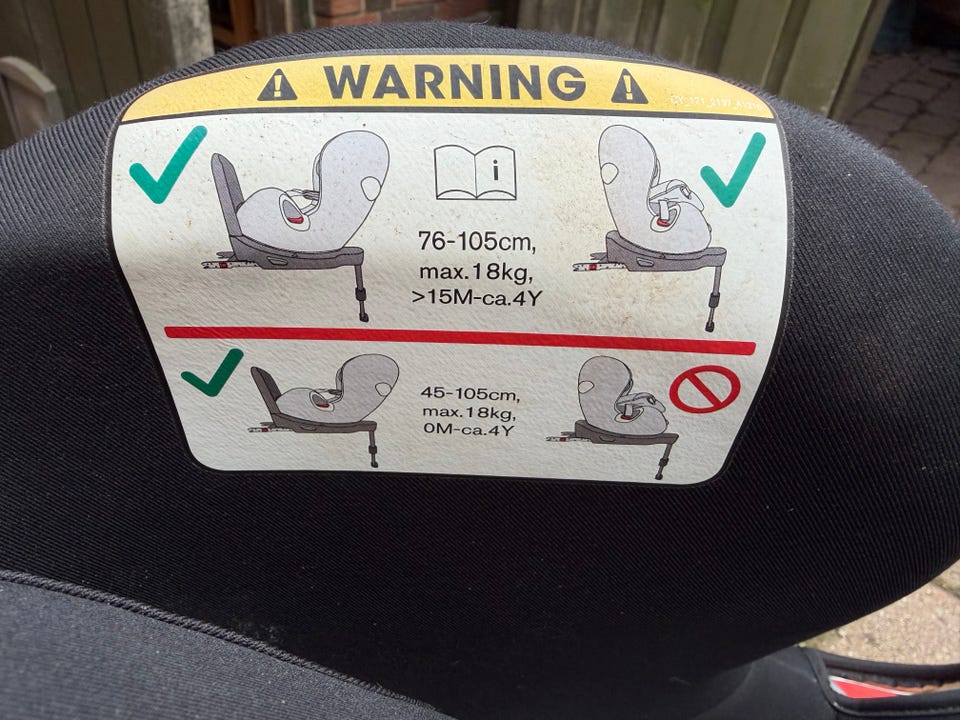 WARNING
i
76-105cm,
max.18kg,
>15M-ca.4Y
45-105cm,
max.18kg,
0M-ca.4Y